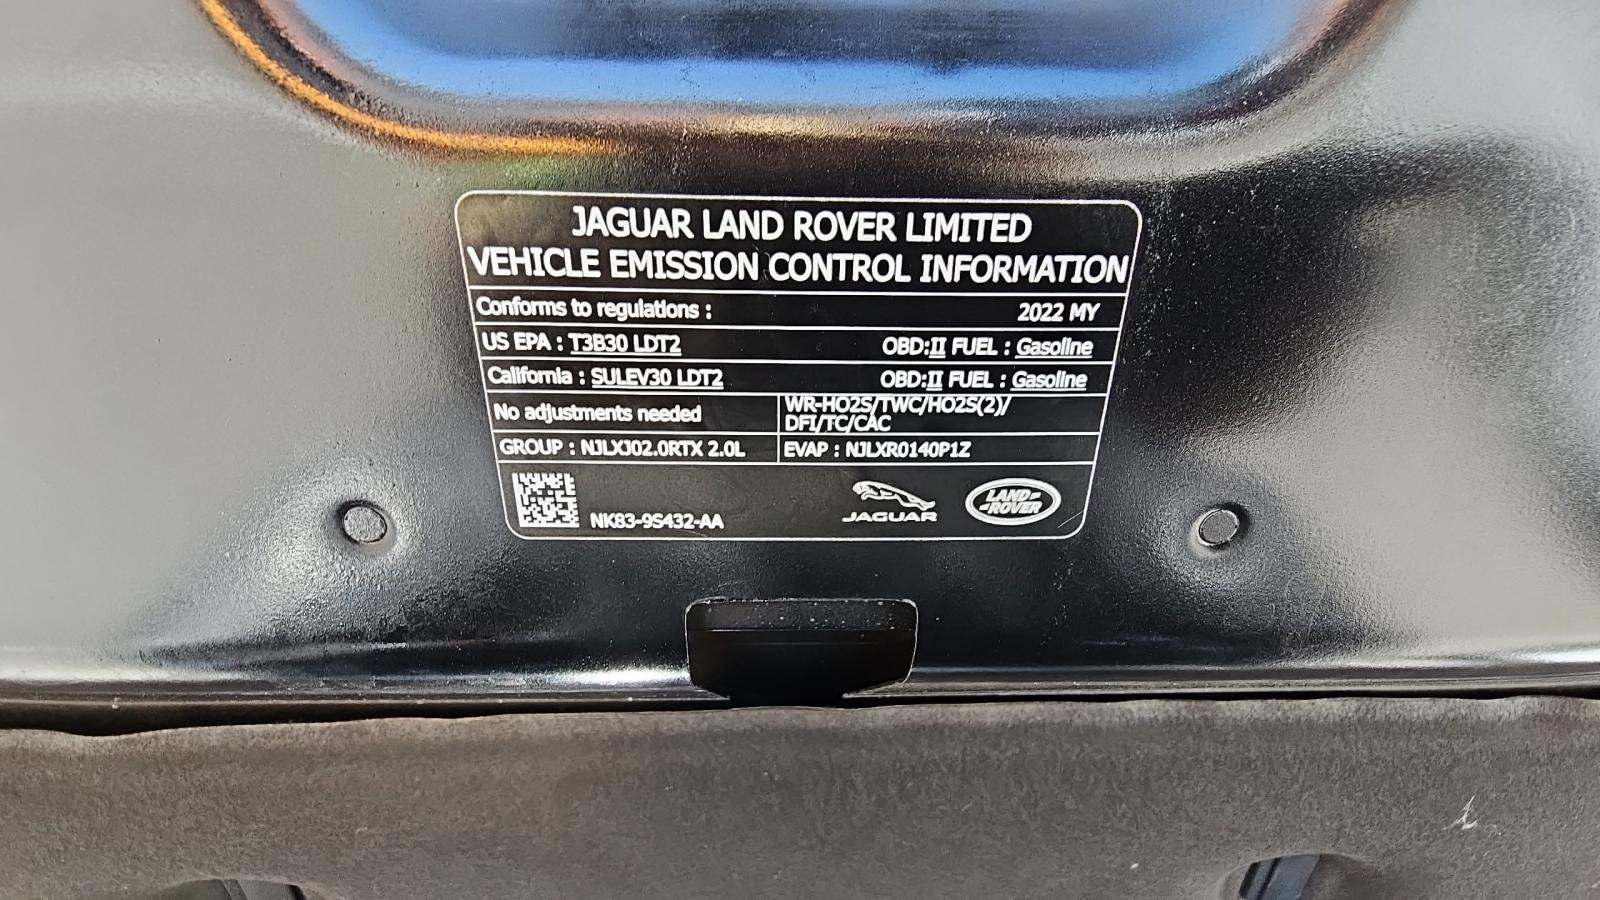 JAGUAR LAND ROVER LIMITED
VEHICLE EMISSION CONTROL INFORMATION
Conforms to regulations : 2022 MY
US EPA : T3B30 LDT2 OBD:II FUEL : Gasoline
California : SULEV30 LDT2 OBD:II FUEL : Gasoline
No adjustments needed
WR-HO2S/TWC/HO2S(2)/
DFI/TC/CAC
GROUP : NJLXJ02.0RTX 2.0L
EVAP : NJLXR0140P1Z
NK83-9S432-AA
JAGUAR
LAND-
-ROVER